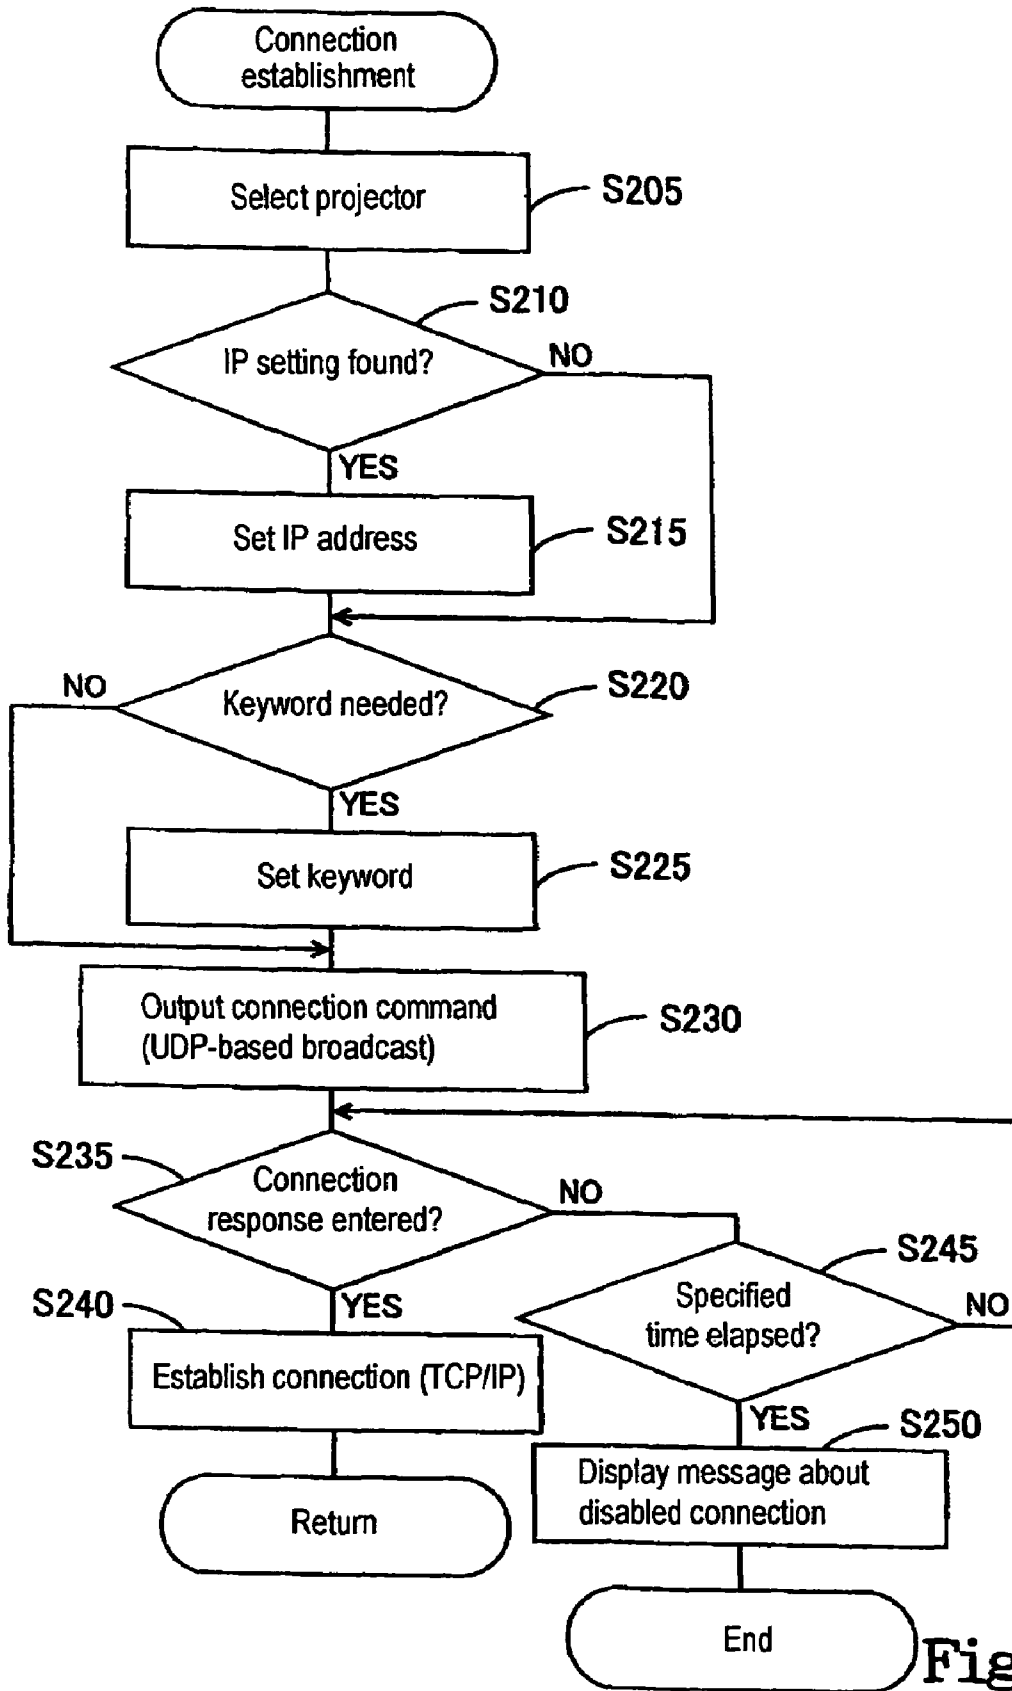 Connection
establishment
Select projector
S205
S210
IP setting found?
NO
YES
Set IP address
S215
NO
Keyword needed?
S220
YES
Set keyword
S225
Output connection command
(UDP-based broadcast)
S230
S235
Connection
response entered?
NO
S245
S240
YES
Specified
time elapsed?
NO
Establish connection (TCP/IP)
YES
S250
Display message about
disabled connection
Return
End
Fig